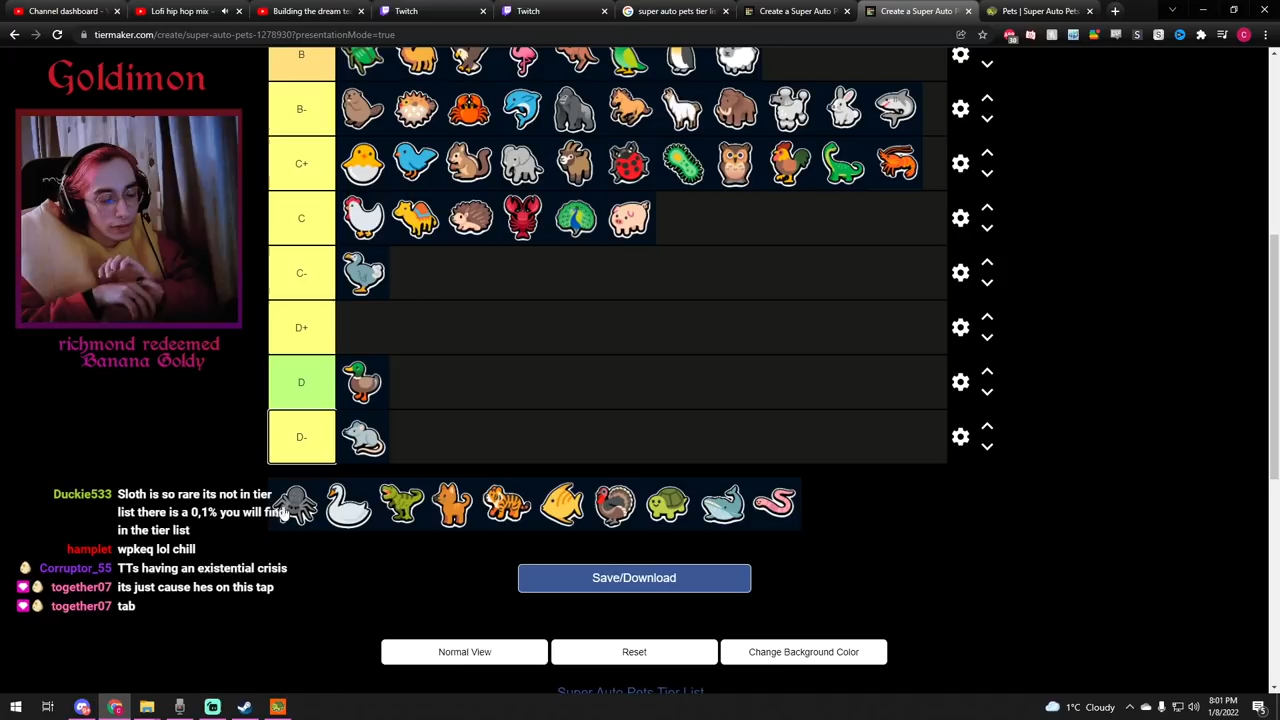 Channel dashboard -
Lofi hip hop mix -
Building the dream te
Twitch
Twitch
super auto pets tier li
Create a Super Auto P
Create a Super Auto P
Pets | Super Auto Pets
tiermaker.com/create/super-auto-pets-1278930?presentationMode=true
30
Goldimon
B
B-
C+
C
C-
D+
D
D-
richmond redeemed
Banana Goldy
Duckie533 Sloth is so rare its not in tier
list there is a 0,1% you will find
in the tier list
hamplet wpkeq lol chill
Corruptor_55 TTs having an existential crisis
together07 its just cause hes on this tap
together07 tab
Save/Download
Normal View
Reset
Change Background Color
Super Auto Pets Tier List
1°C Cloudy
8:01 PM
1/8/2022